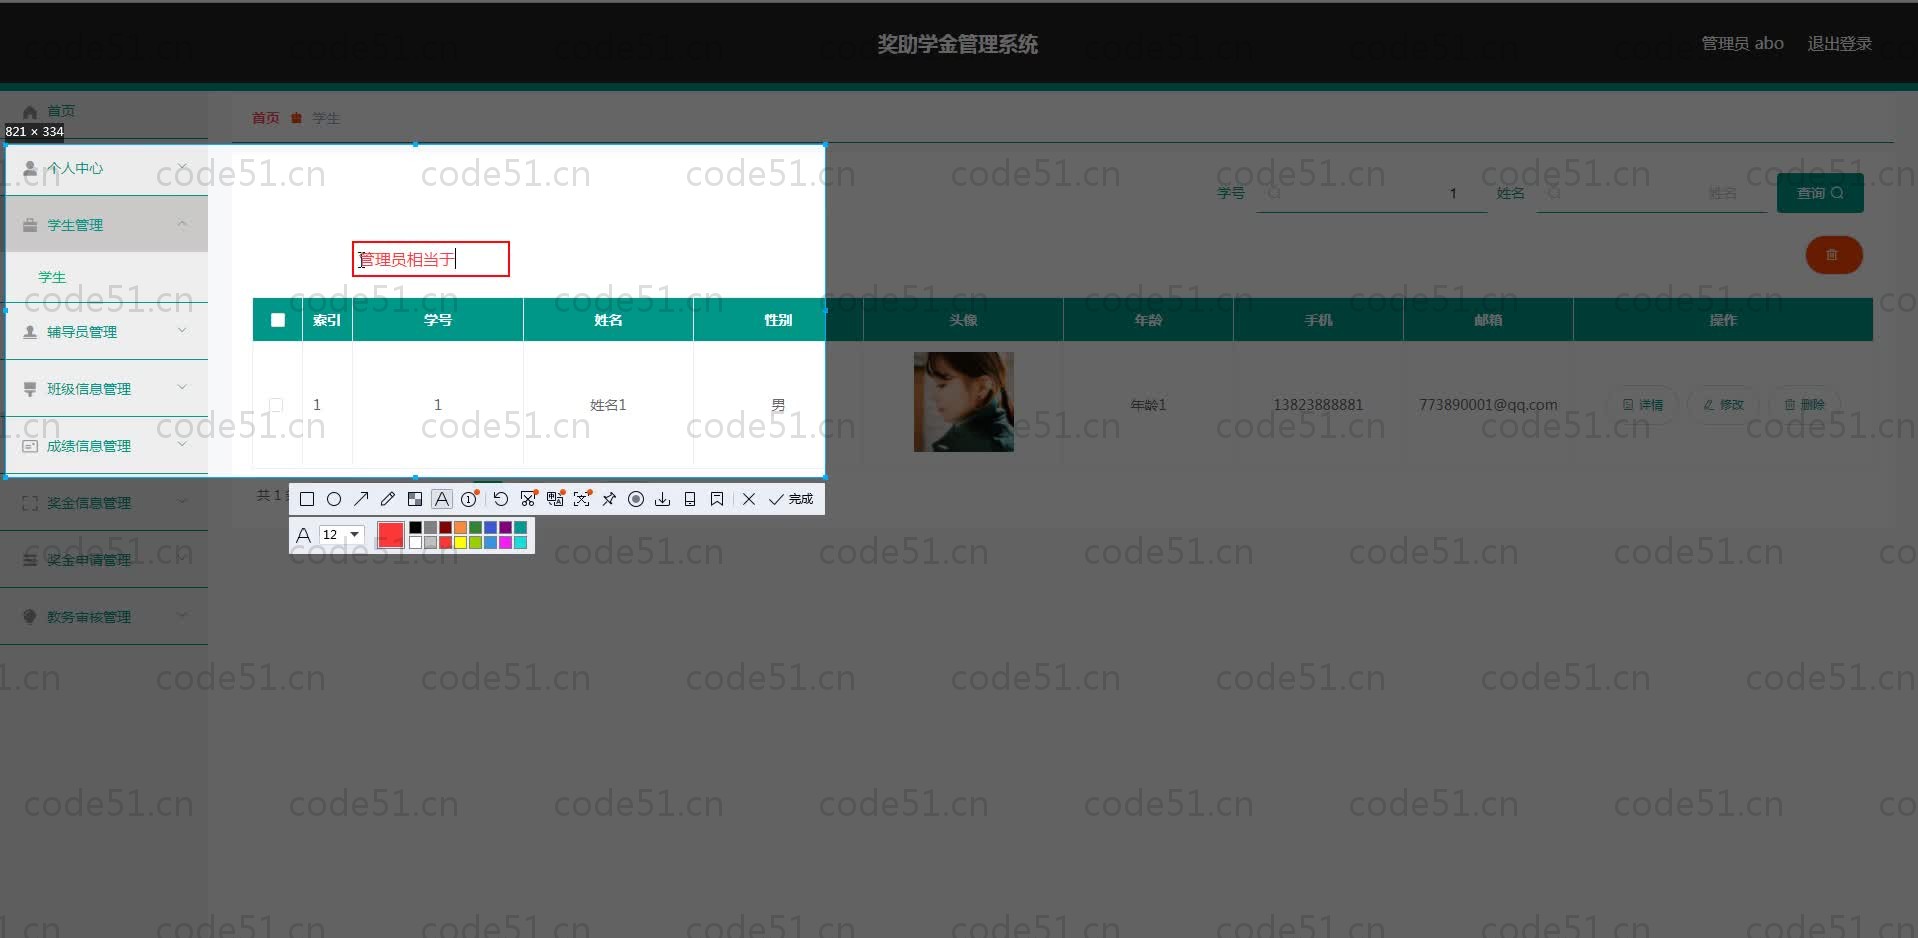 奖助学金管理系统
管理员 abo 退出登录
首页
首页 学生
821 × 334
个人中心
学号 1 姓名 姓名 查询
学生管理
管理员相当于
学生
辅导员管理
索引 学号 姓名 性别 头像 年龄 手机 邮箱 操作
班级信息管理
1 1 姓名1 男 年龄1 13823888881 773890001@qq.com 详情 修改 删除
成绩信息管理
共 1
奖金信息管理
完成
A 12
奖金申请管理
教务审核管理
code51.cn